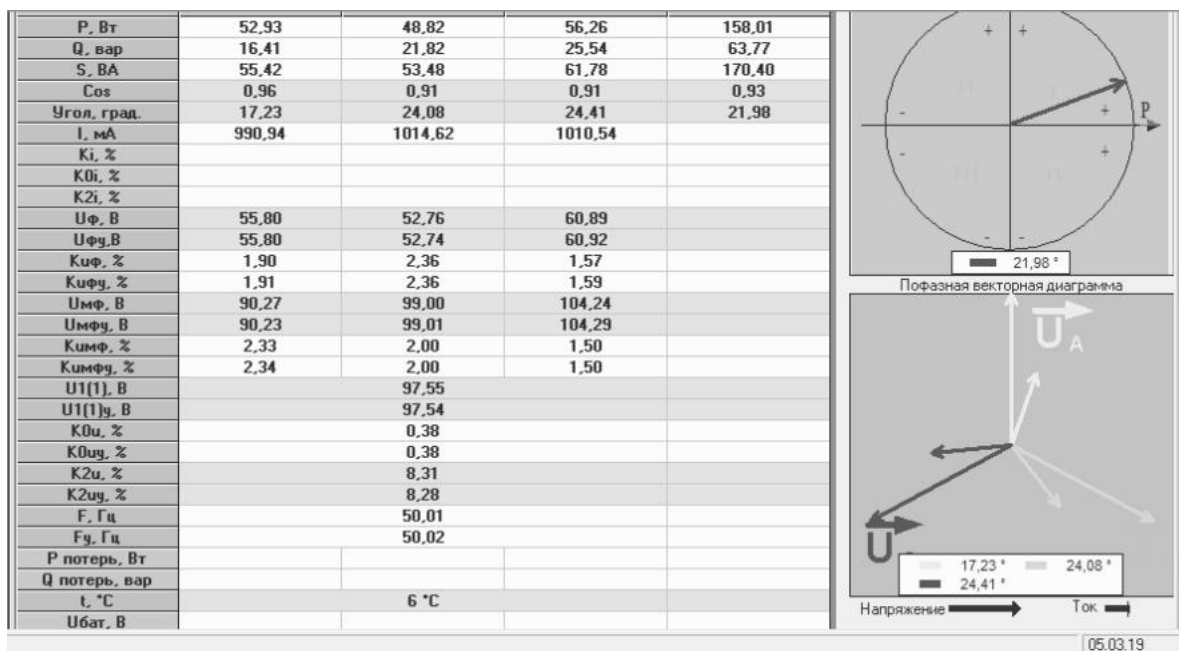 P, Вт 52,93 48,82 56,26 158,01
Q, вар 16,41 21,82 25,54 63,77
S, ВА 55,42 53,48 61,78 170,40
Cos 0,96 0,91 0,91 0,93
Угол, град. 17,23 24,08 24,41 21,98
I, мА 990,94 1014,62 1010,54
Ki, %
K0i, %
K2i, %
Uф, В 55,80 52,76 60,89
Uфу,В 55,80 52,74 60,92
Kuф, % 1,90 2,36 1,57
Kuфу, % 1,91 2,36 1,59
Uмф, В 90,27 99,00 104,24
Uмфу, В 90,23 99,01 104,29
Kuмф, % 2,33 2,00 1,50
Kuмфу, % 2,34 2,00 1,50
U1(1), В 97,55
U1(1)у, В 97,54
K0u, % 0,38
K0uу, % 0,38
K2u, % 8,31
K2uу, % 8,28
F, Гц 50,01
Fу, Гц 50,02
P потерь, Вт
Q потерь, вар
t, °C 6 °C
Uбат, В
+ +
- + P
- +
- -
21,98 °
Пофазная векторная диаграмма
U A
U
17,23 ° 24,08 °
24,41 °
Напряжение Ток
05.03.19